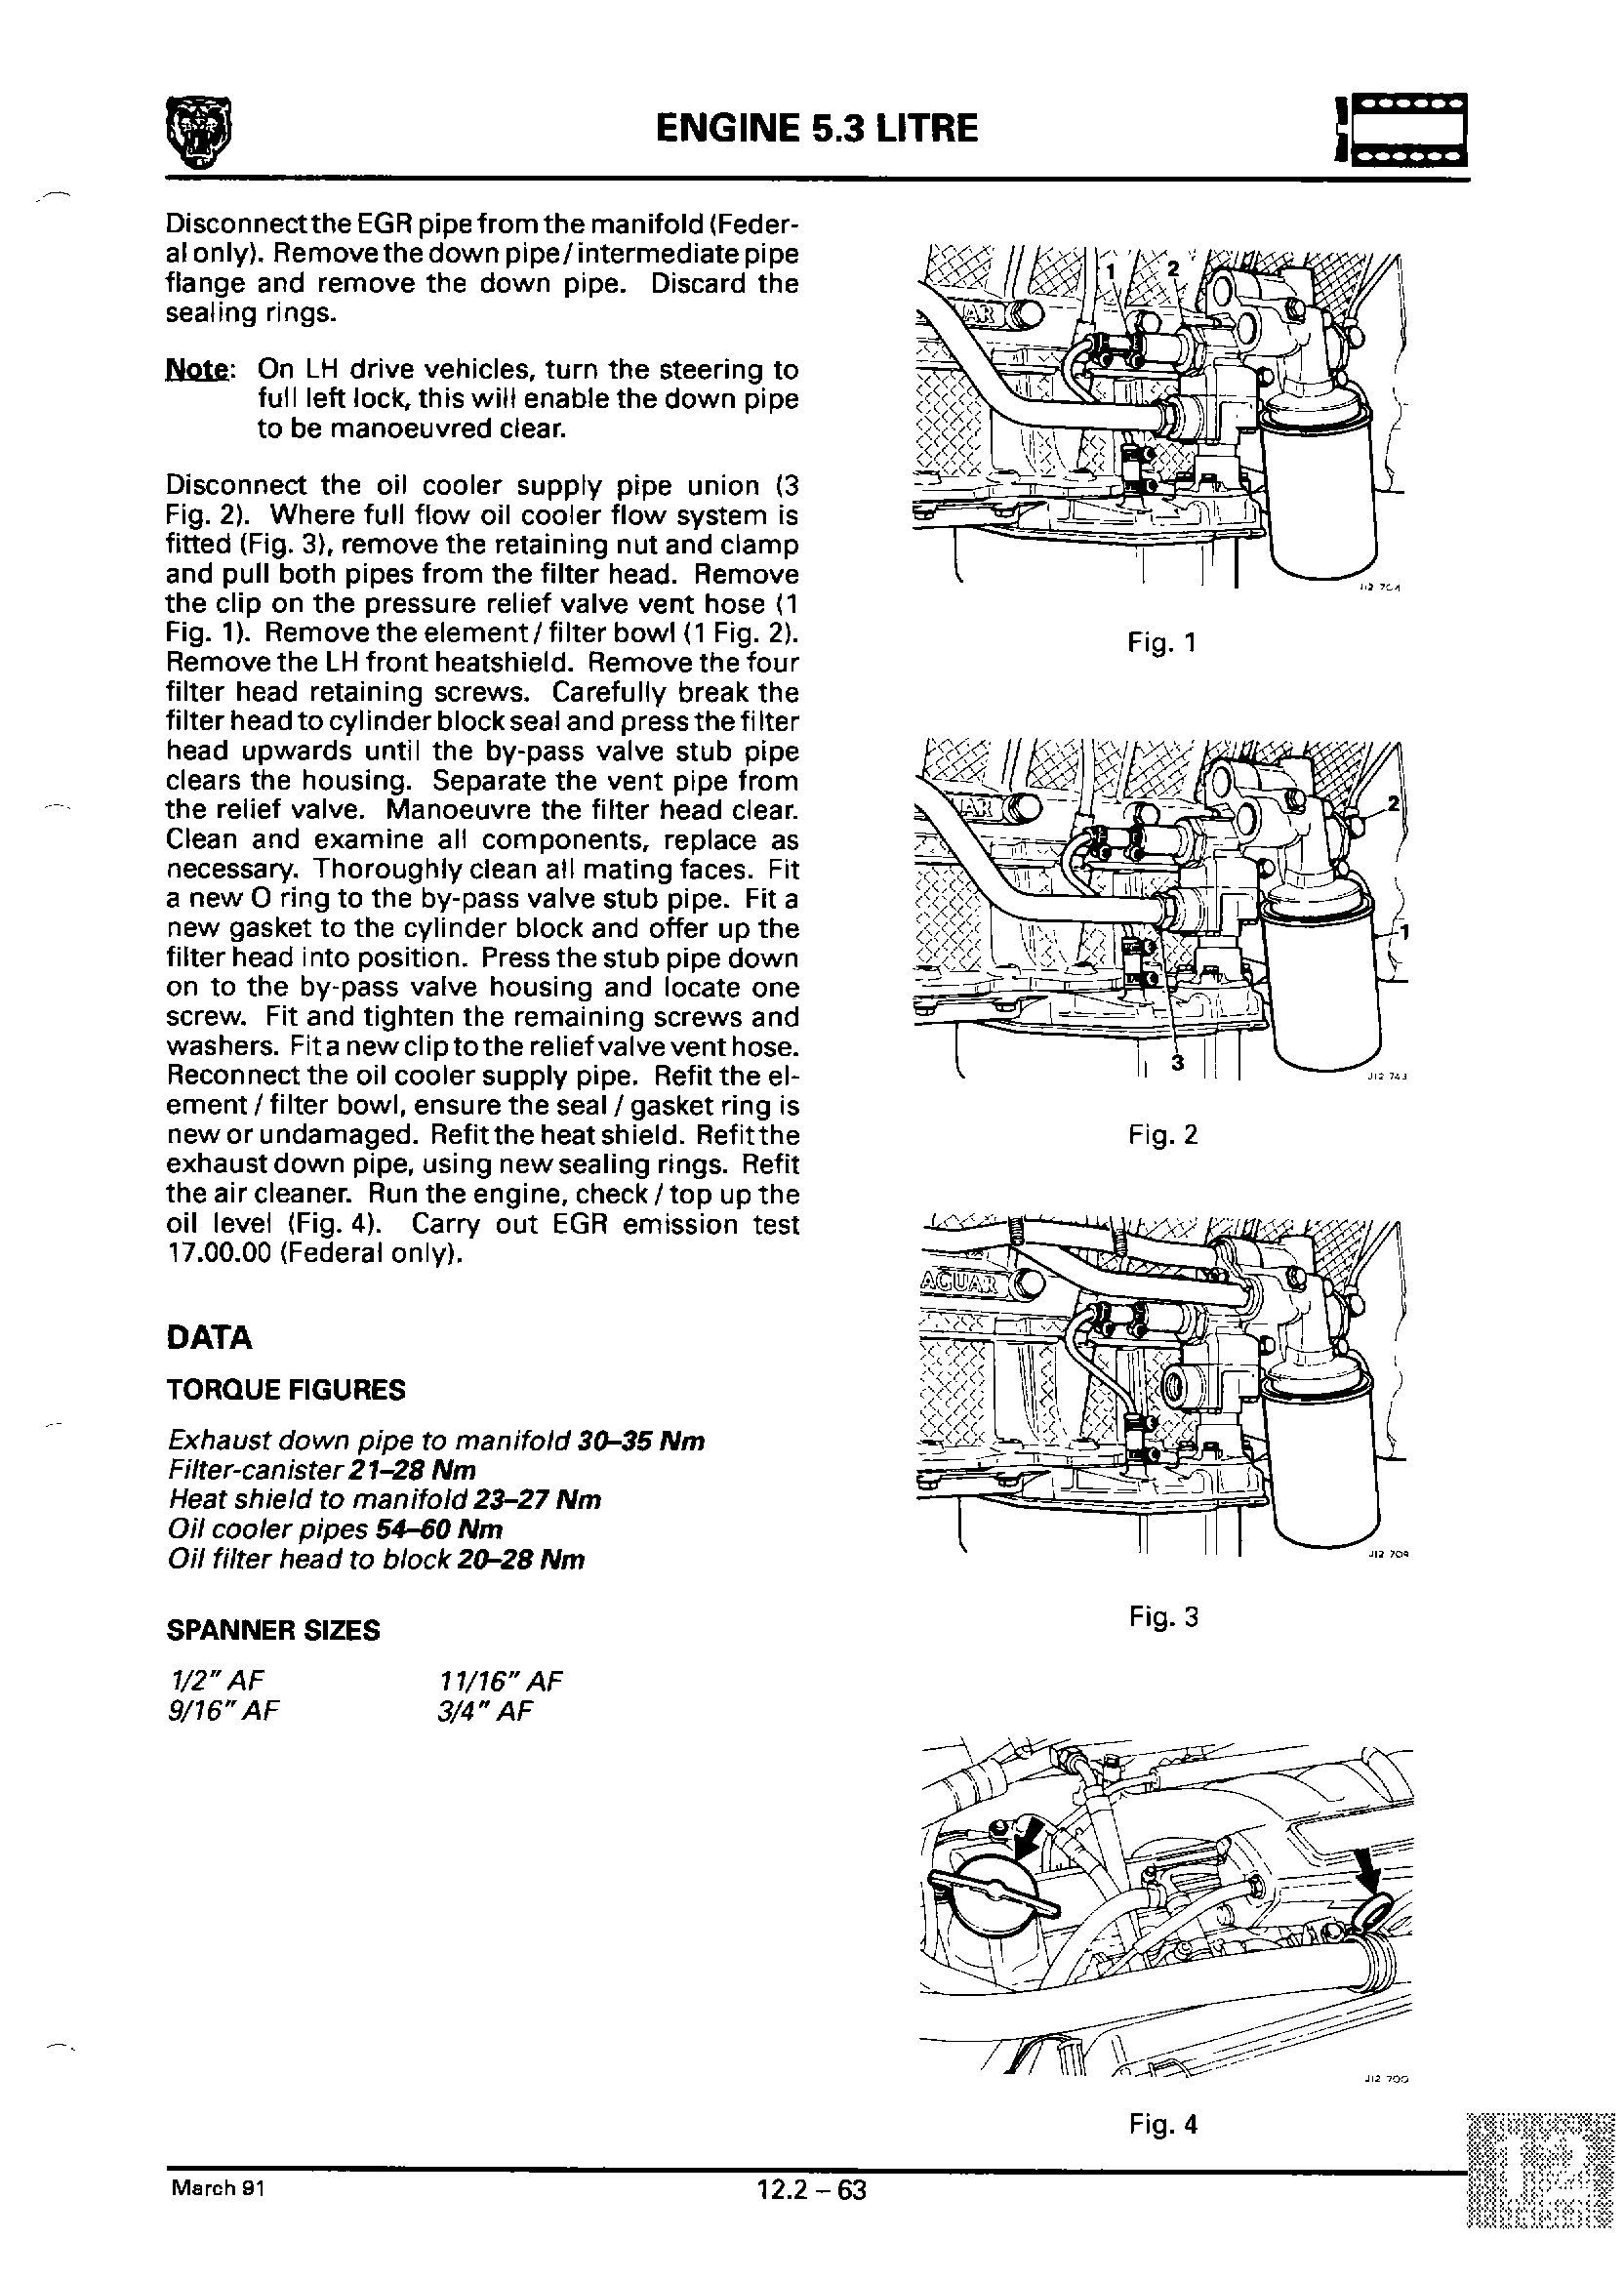 ENGINE 5.3 LITRE
Disconnect the EGR pipe from the manifold (Feder-
al only). Remove the down pipe / intermediate pipe
flange and remove the down pipe. Discard the
sealing rings.
Note: On LH drive vehicles, turn the steering to
full left lock, this will enable the down pipe
to be manoeuvred clear.
Disconnect the oil cooler supply pipe union (3
Fig. 2). Where full flow oil cooler flow system is
fitted (Fig. 3), remove the retaining nut and clamp
and pull both pipes from the filter head. Remove
the clip on the pressure relief valve vent hose (1
Fig. 1). Remove the element / filter bowl (1 Fig. 2).
Remove the LH front heatshield. Remove the four
filter head retaining screws. Carefully break the
filter head to cylinder block seal and press the filter
head upwards until the by-pass valve stub pipe
clears the housing. Separate the vent pipe from
the relief valve. Manoeuvre the filter head clear.
Clean and examine all components, replace as
necessary. Thoroughly clean all mating faces. Fit
a new O ring to the by-pass valve stub pipe. Fit a
new gasket to the cylinder block and offer up the
filter head into position. Press the stub pipe down
on to the by-pass valve housing and locate one
screw. Fit and tighten the remaining screws and
washers. Fit a new clip to the relief valve vent hose.
Reconnect the oil cooler supply pipe. Refit the el-
ement / filter bowl, ensure the seal / gasket ring is
new or undamaged. Refit the heat shield. Refit the
exhaust down pipe, using new sealing rings. Refit
the air cleaner. Run the engine, check / top up the
oil level (Fig. 4). Carry out EGR emission test
17.00.00 (Federal only).
DATA
TORQUE FIGURES
Exhaust down pipe to manifold 30–35 Nm
Filter-canister 21–28 Nm
Heat shield to manifold 23–27 Nm
Oil cooler pipes 54–60 Nm
Oil filter head to block 20–28 Nm
SPANNER SIZES
1/2" AF 11/16" AF
9/16" AF 3/4" AF
1 2
Fig. 1
2
1
3
J12 743
Fig. 2
AGUAR
J12 709
Fig. 3
J12 700
Fig. 4
March 91
12.2 – 63
12